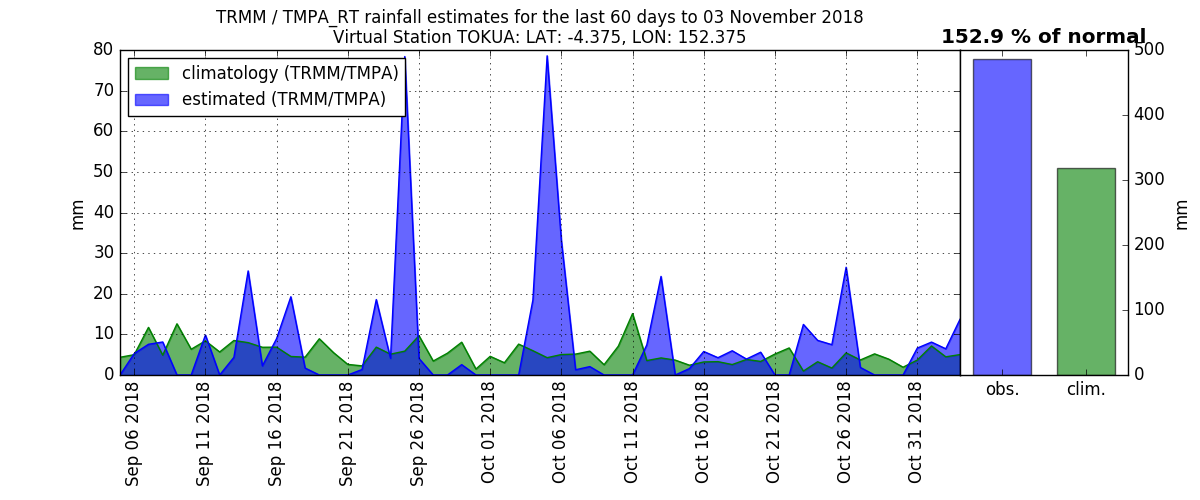 TRMM / TMPA_RT rainfall estimates for the last 60 days to 03 November 2018
Virtual Station TOKUA: LAT: -4.375, LON: 152.375
152.9 % of normal
climatology (TRMM/TMPA)
estimated (TRMM/TMPA)
80
70
60
50
40
30
20
10
0
mm
Sep 06 2018
Sep 11 2018
Sep 16 2018
Sep 21 2018
Sep 26 2018
Oct 01 2018
Oct 06 2018
Oct 11 2018
Oct 16 2018
Oct 21 2018
Oct 26 2018
Oct 31 2018
obs.
clim.
500
400
300
200
100
0
mm